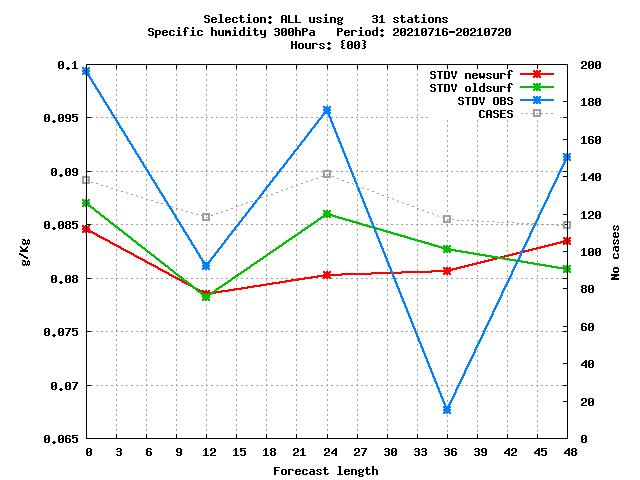 Selection: ALL using    31 stations
Specific humidity 300hPa   Period: 20210716-20210720
Hours: {00}
STDV newsurf
STDV oldsurf
STDV OBS
CASES
0.1
0.095
0.09
0.085
0.08
0.075
0.07
0.065
g/Kg
200
180
160
140
120
100
80
60
40
20
0
No cases
0 3 6 9 12 15 18 21 24 27 30 33 36 39 42 45 48
Forecast length